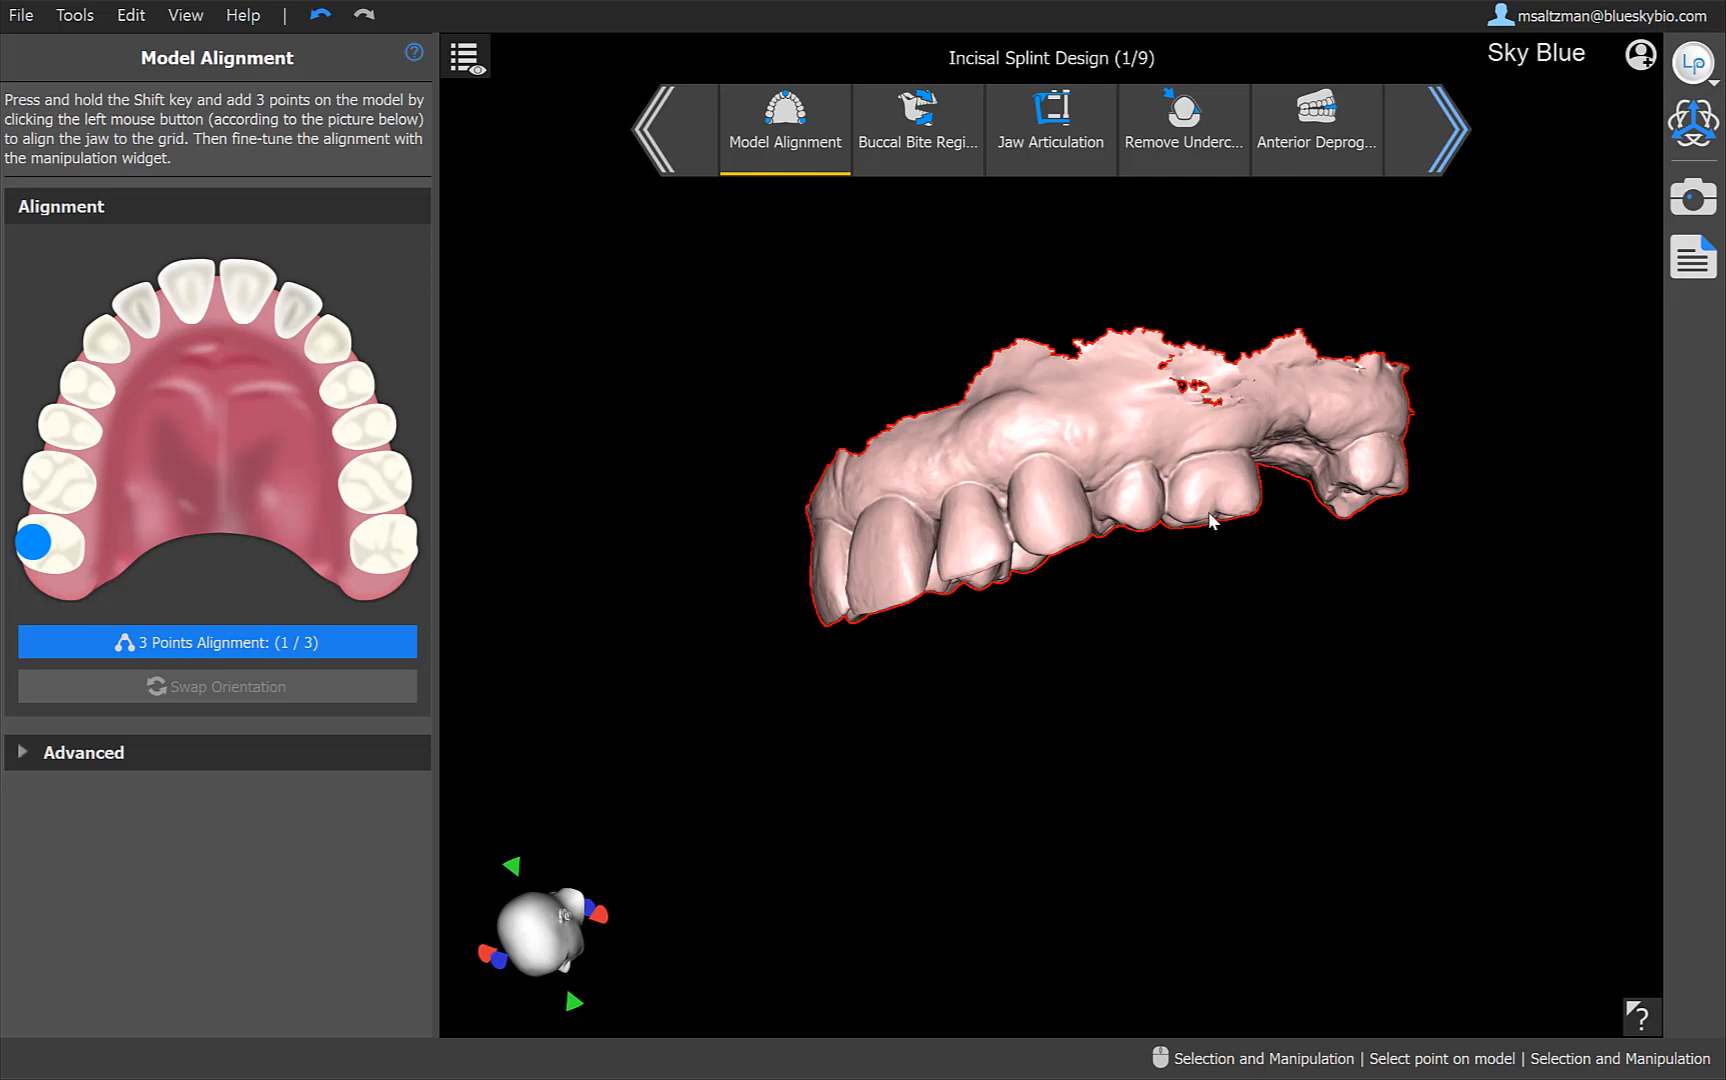 File Tools Edit View Help | msaltzman@blueskybio.com
Model Alignment
Press and hold the Shift key and add 3 points on the model by
clicking the left mouse button (according to the picture below)
to align the jaw to the grid. Then fine-tune the alignment with
the manipulation widget.
Alignment
3 Points Alignment: (1 / 3)
Swap Orientation
Advanced
Incisal Splint Design (1/9)
Sky Blue
Model Alignment
Buccal Bite Regi...
Jaw Articulation
Remove Underc...
Anterior Deprog...
Lp
?
Selection and Manipulation | Select point on model | Selection and Manipulation